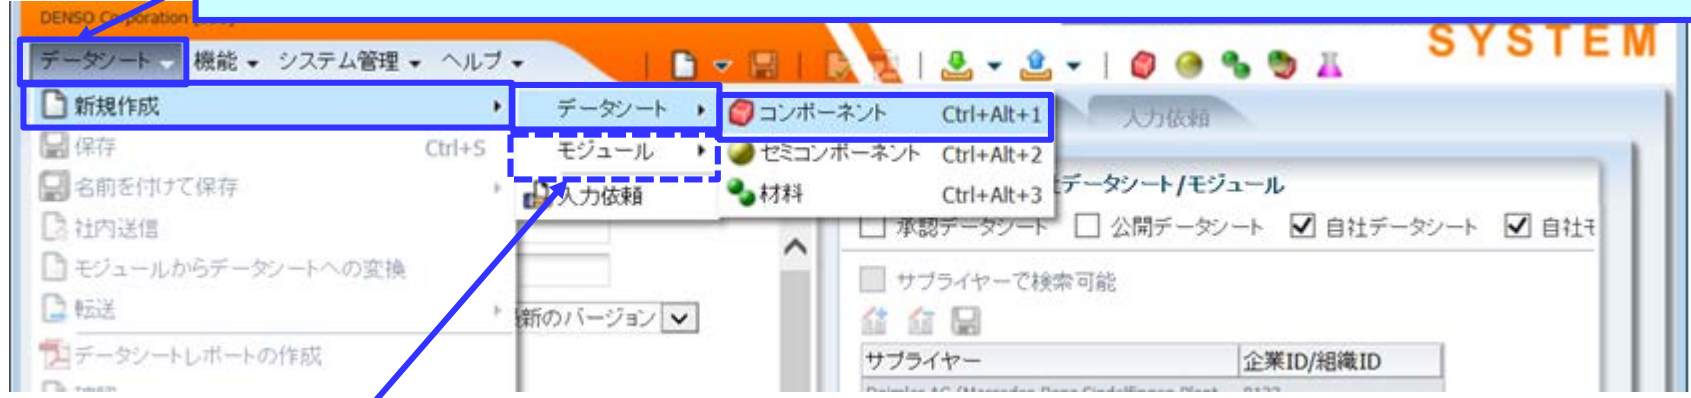 DENSO Corporation
SYSTEM
データシート 機能 システム管理 ヘルプ
新規作成
データシート
コンポーネント Ctrl+Alt+1
入力依頼
保存 Ctrl+S
モジュール
セミコンポーネント Ctrl+Alt+2
名前を付けて保存
入力依頼
材料 Ctrl+Alt+3
データシート/モジュール
社内送信
承認データシート 公開データシート 自社データシート 自社モ
モジュールからデータシートへの変換
サプライヤーで検索可能
転送
新のバージョン
データシートレポートの作成
サプライヤー 企業ID/組織ID